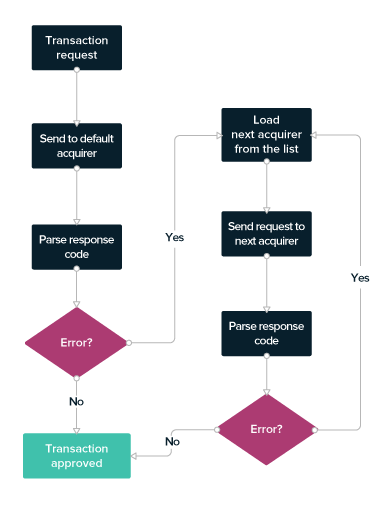 Transaction
request
Send to default
acquirer
Parse response
code
Error?
No
Transaction
approved
Yes
Load
next acquirer
from the list
Send request to
next acquirer
Parse response
code
Error?
No
Yes